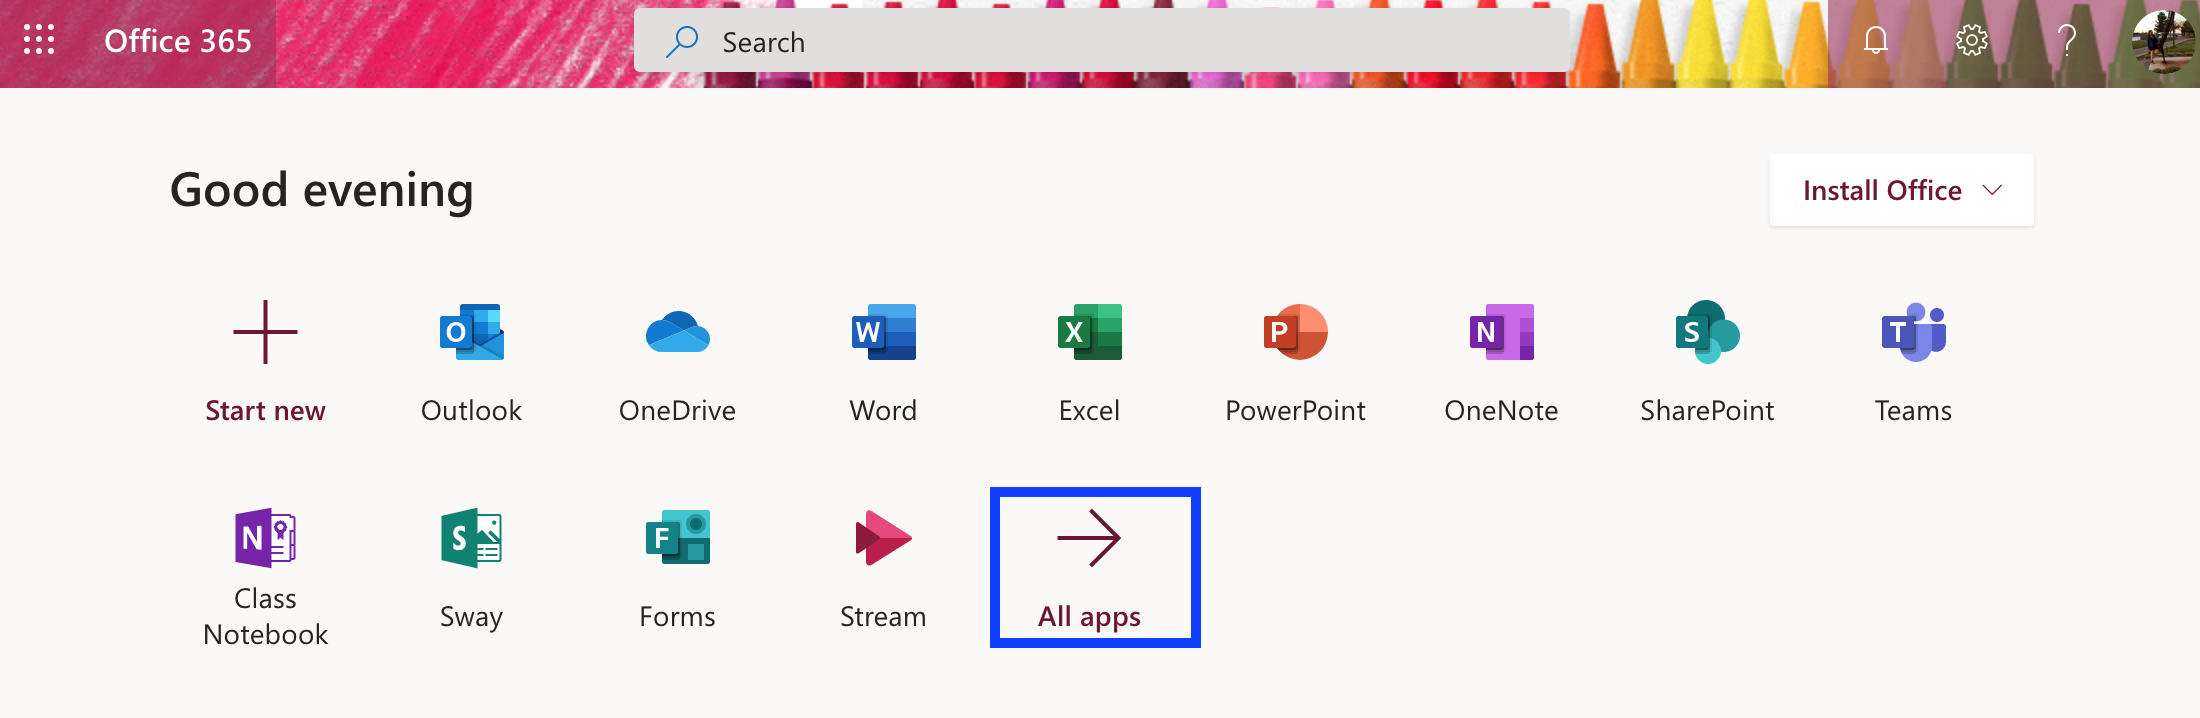 Office 365
Search
Good evening
Install Office
Start new
Outlook
OneDrive
Word
Excel
PowerPoint
OneNote
SharePoint
Teams
Class
Notebook
Sway
Forms
Stream
All apps